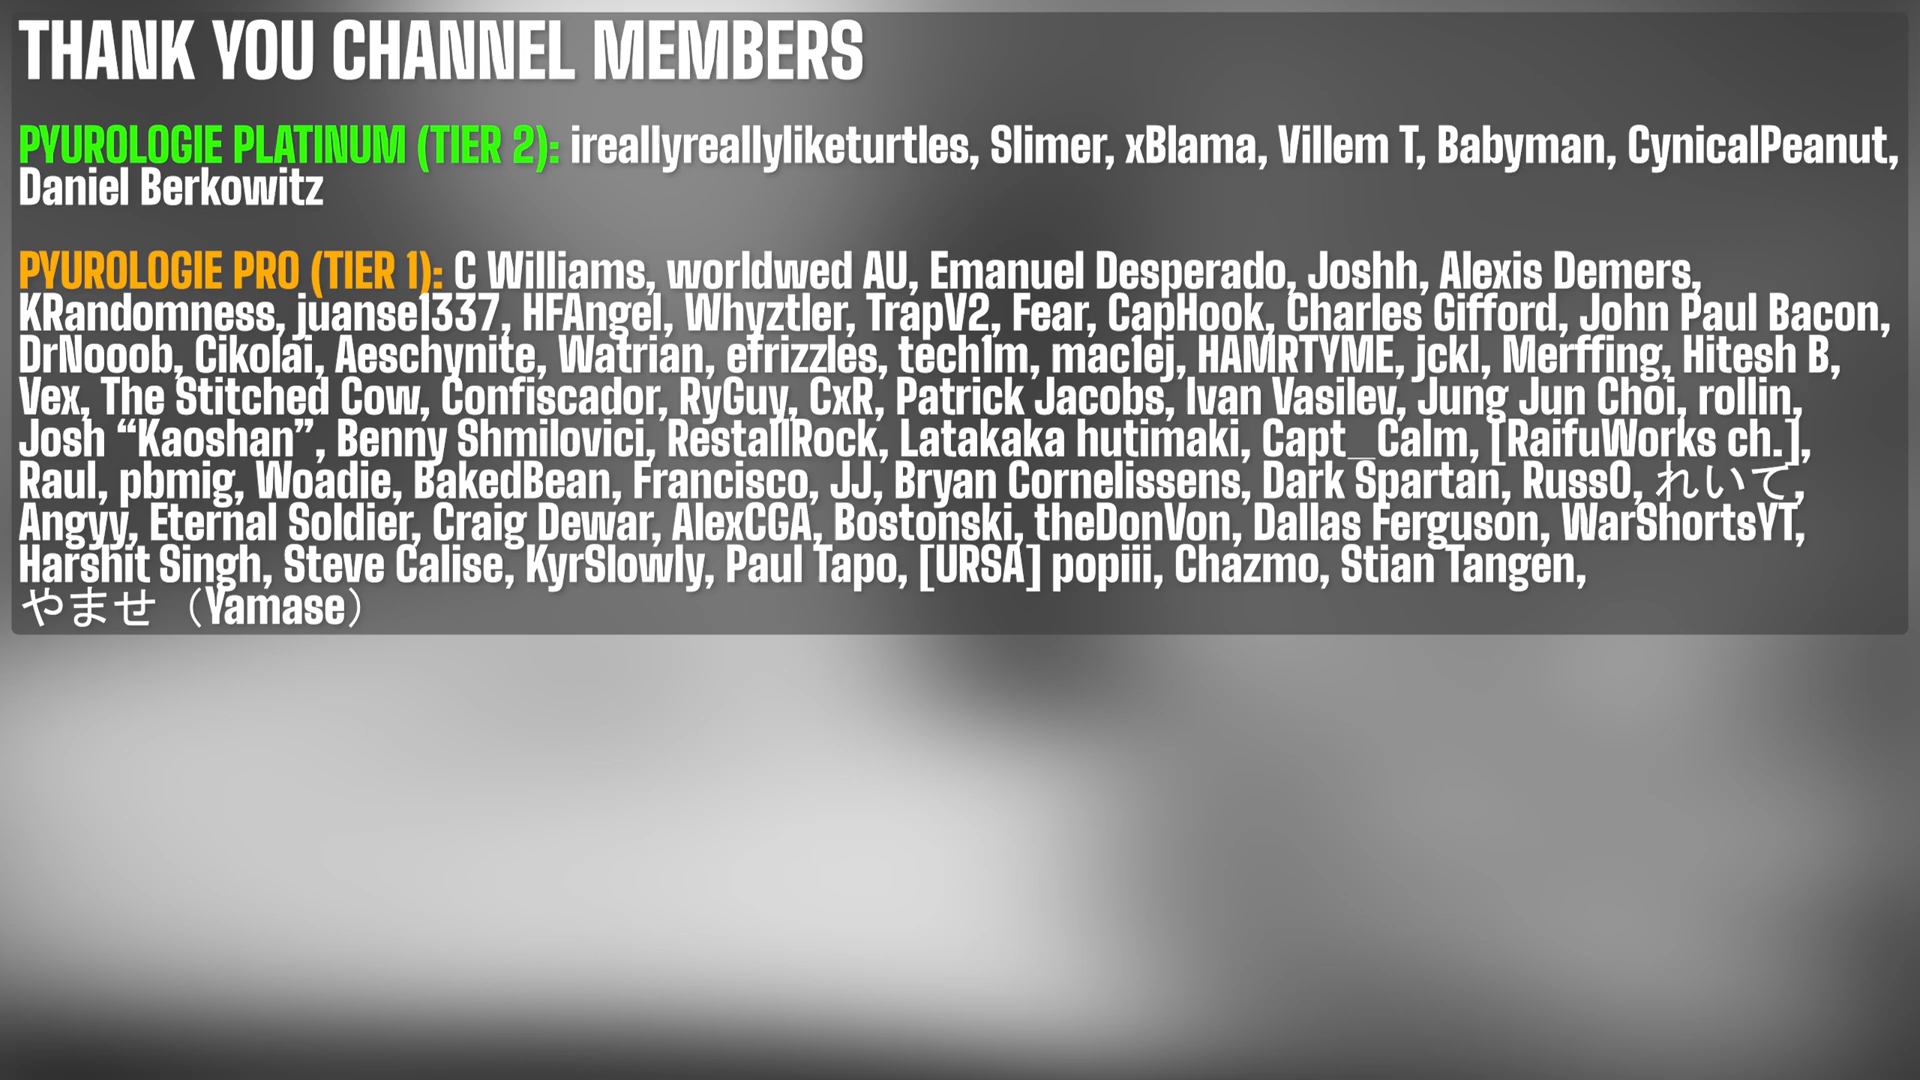 THANK YOU CHANNEL MEMBERS
PYUROLOGIE PLATINUM (TIER 2): ireallyreallyliketurtles, Slimer, xBlama, Villem T, Babyman, CynicalPeanut,
Daniel Berkowitz
PYUROLOGIE PRO (TIER 1): C Williams, worldwed AU, Emanuel Desperado, Joshh, Alexis Demers,
KRandomness, juanse1337, HFAngel, Whyztler, TrapV2, Fear, CapHook, Charles Gifford, John Paul Bacon,
DrNooob, Cikolai, Aeschynite, Watrian, efrizzles, tech1m, mac1ej, HAMRTYME, jckl, Merffing, Hitesh B,
Vex, The Stitched Cow, Confiscador, RyGuy, CxR, Patrick Jacobs, Ivan Vasilev, Jung Jun Choi, rollin,
Josh “Kaoshan”, Benny Shmilovici, RestallRock, Latakaka hutimaki, Capt_Calm, [RaifuWorks ch.],
Raul, pbmig, Woadie, BakedBean, Francisco, JJ, Bryan Cornelissens, Dark Spartan, RussO, れいて,
Angyy, Eternal Soldier, Craig Dewar, AlexCGA, Bostonski, theDonVon, Dallas Ferguson, WarShortsYT,
Harshit Singh, Steve Calise, KyrSlowly, Paul Tapo, [URSA] popiii, Chazmo, Stian Tangen,
やませ（Yamase）